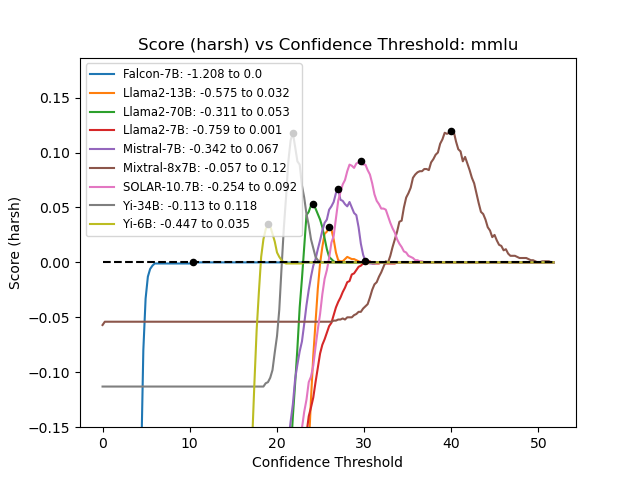 Score (harsh) vs Confidence Threshold: mmlu
Falcon-7B: -1.208 to 0.0
Llama2-13B: -0.575 to 0.032
Llama2-70B: -0.311 to 0.053
Llama2-7B: -0.759 to 0.001
Mistral-7B: -0.342 to 0.067
Mixtral-8x7B: -0.057 to 0.12
SOLAR-10.7B: -0.254 to 0.092
Yi-34B: -0.113 to 0.118
Yi-6B: -0.447 to 0.035
Score (harsh)
0.15
0.10
0.05
0.00
−0.05
−0.10
−0.15
0 10 20 30 40 50
Confidence Threshold